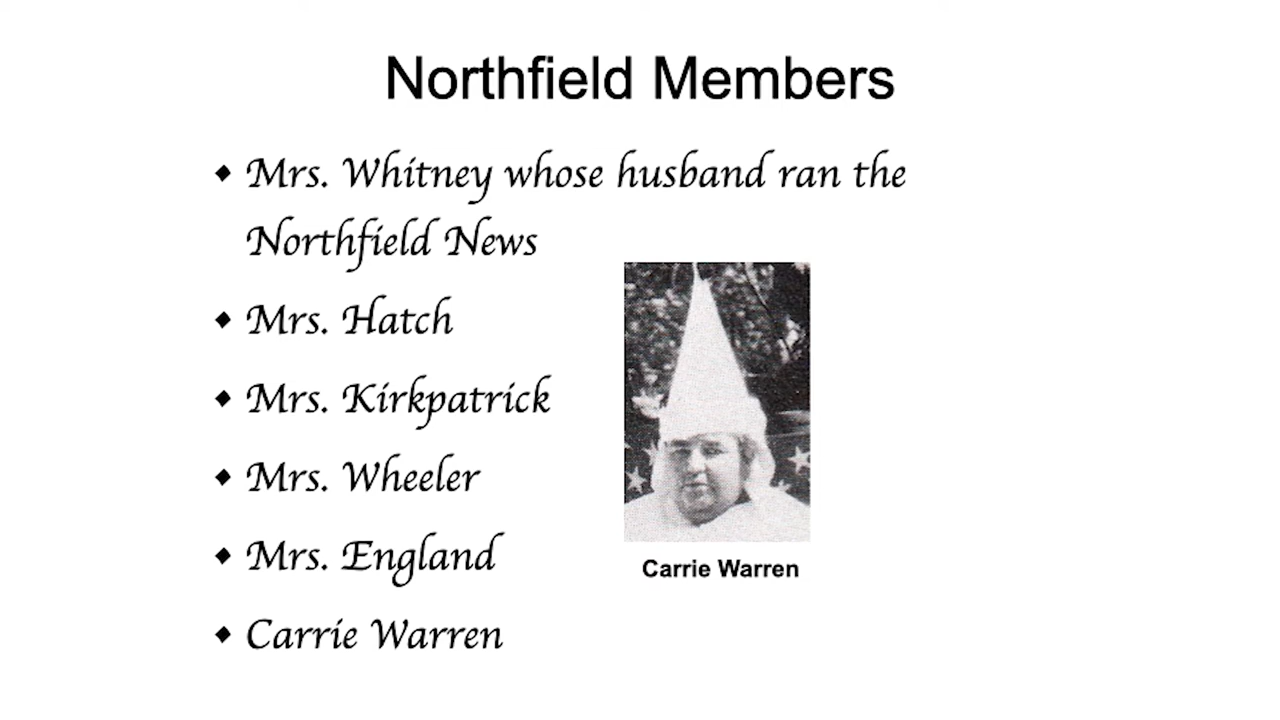 Northfield Members
◆ Mrs. Whitney whose husband ran the
Northfield News
◆ Mrs. Hatch
◆ Mrs. Kirkpatrick
◆ Mrs. Wheeler
◆ Mrs. England
Carrie Warren
◆ Carrie Warren